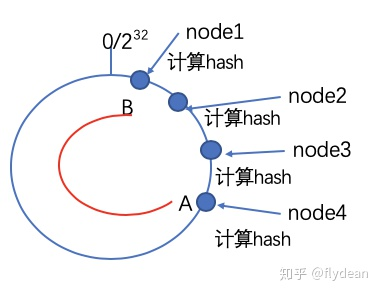 0/2³²
node1
计算hash
B
node2
计算hash
node3
计算hash
A
node4
计算hash
知乎 @flydean